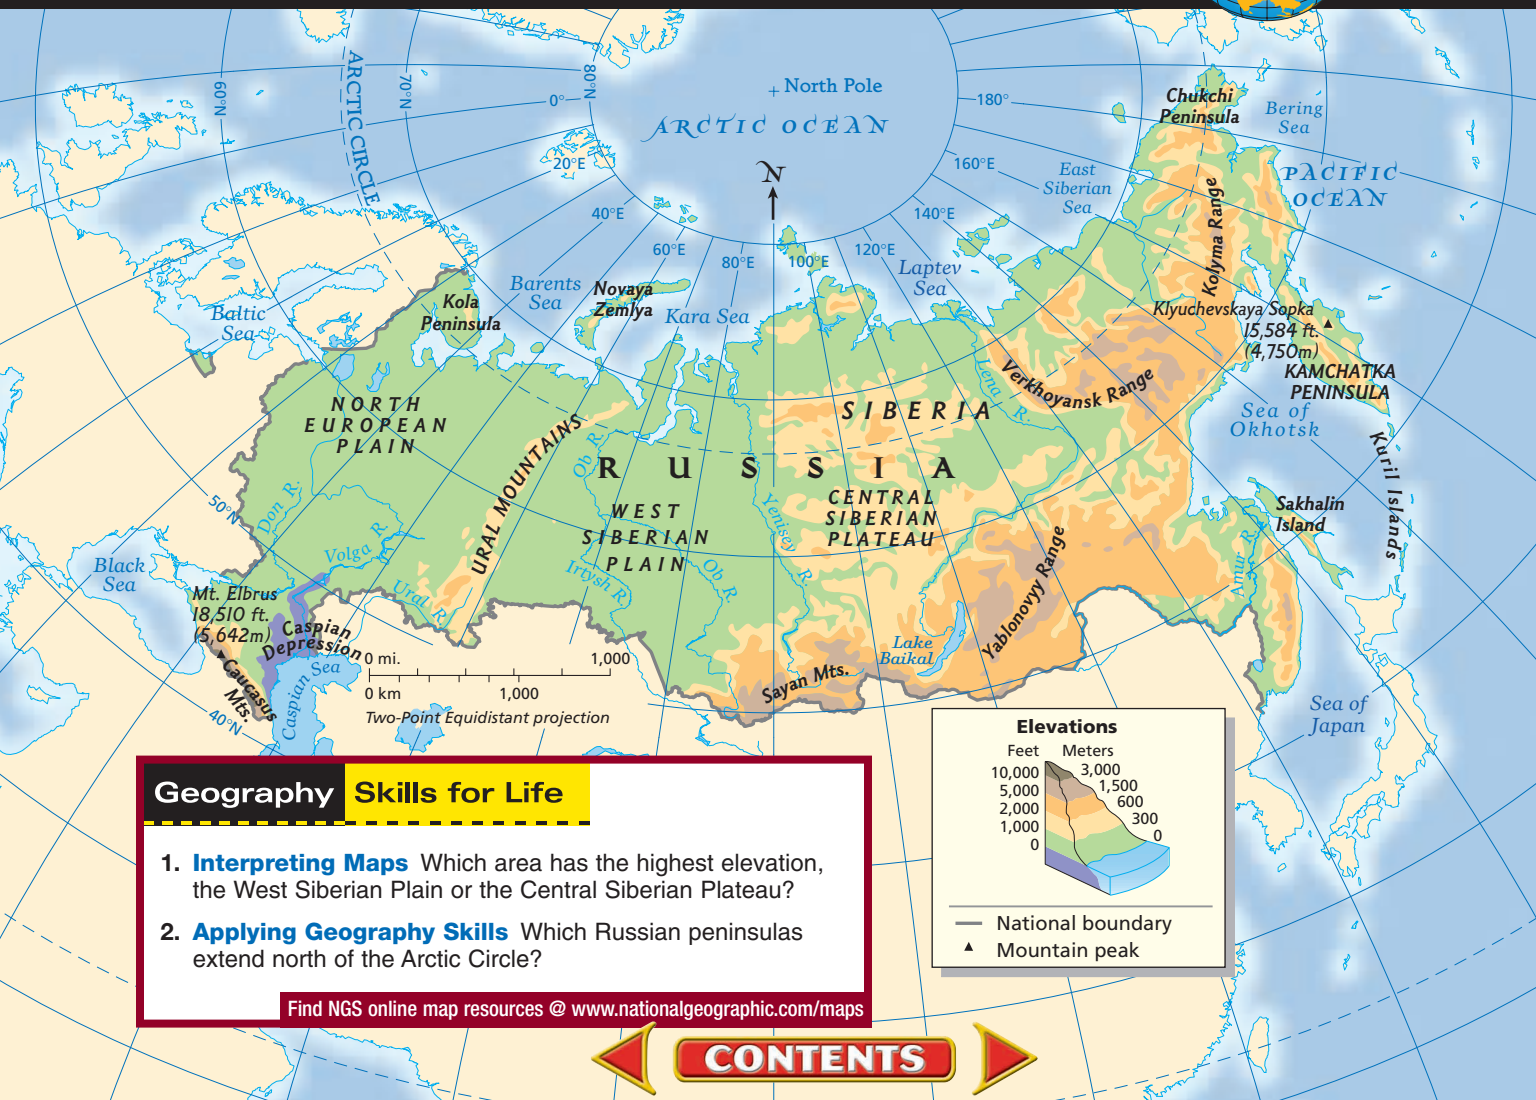 North Pole
ARCTIC OCEAN
N
ARCTIC CIRCLE
60°N
70°N
80°N
0°
20°E
40°E
60°E
80°E
100°E
120°E
140°E
160°E
180°
50°N
40°N
Chukchi
Peninsula
Bering
Sea
PACIFIC
OCEAN
East
Siberian
Sea
Laptev
Sea
Kolyma Range
Barents
Sea
Novaya
Zemlya
Kara Sea
Kola
Peninsula
Baltic
Sea
Klyuchevskaya Sopka
15,584 ft.
(4,750m)
KAMCHATKA
PENINSULA
Verkhoyansk Range
Lena R.
Sea of
Okhotsk
Kuril Islands
NORTH
EUROPEAN
PLAIN
SIBERIA
RUSSIA
URAL MOUNTAINS
Ob R.
WEST
SIBERIAN
PLAIN
CENTRAL
SIBERIAN
PLATEAU
Yenisey R.
Sakhalin
Island
Don R.
Volga R.
Ural R.
Irtysh R.
Ob R.
Amur R.
Black
Sea
Mt. Elbrus
18,510 ft.
(5,642m)
Caspian
Depression
Caspian Sea
Caucasus
Mts.
Lake
Baikal
Yablonovyy Range
Sayan Mts.
Sea of
Japan
0 mi. 1,000
0 km 1,000
Two-Point Equidistant projection
Elevations
Feet Meters
10,000 3,000
5,000 1,500
2,000 600
1,000 300
0 0
National boundary
Mountain peak
Geography Skills for Life
1. Interpreting Maps Which area has the highest elevation,
the West Siberian Plain or the Central Siberian Plateau?
2. Applying Geography Skills Which Russian peninsulas
extend north of the Arctic Circle?
Find NGS online map resources @ www.nationalgeographic.com/maps
CONTENTS